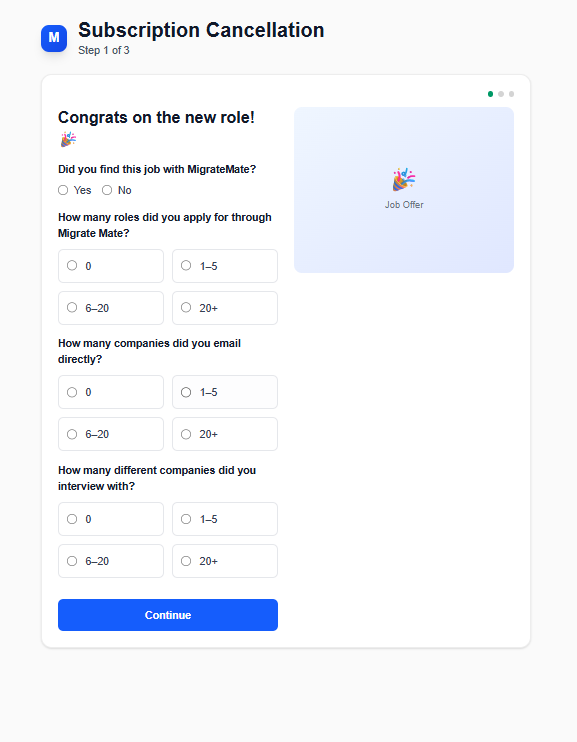 M
Subscription Cancellation
Step 1 of 3
Congrats on the new role!
🎉
Did you find this job with MigrateMate?
Yes No
How many roles did you apply for through
Migrate Mate?
0 1–5
6–20 20+
How many companies did you email
directly?
0 1–5
6–20 20+
How many different companies did you
interview with?
0 1–5
6–20 20+
Continue
🎉
Job Offer